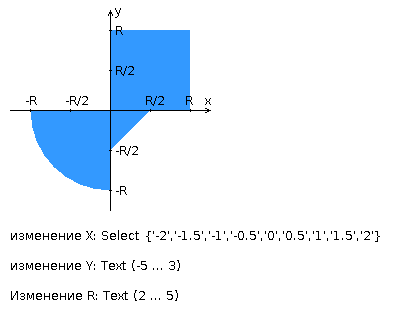 y
R
R/2
-R
-R/2
R/2
R
x
-R/2
-R
изменение X: Select {'-2','-1.5','-1','-0.5','0','0.5','1','1.5','2'}
изменение Y: Text (-5 ... 3)
Изменение R: Text (2 ... 5)